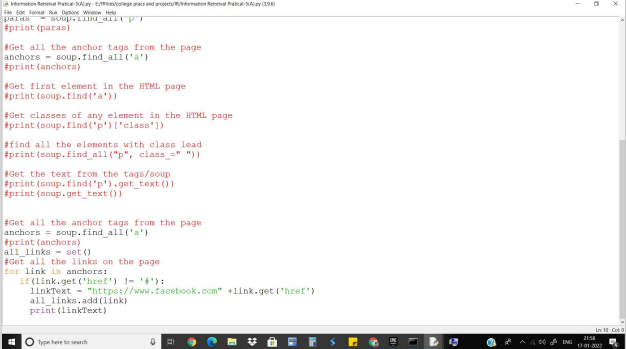 Information Retreival Pratical-5(A).py - E:/fRVies/college pracs and projects/IR/Information Retreival Pratical-5(A).py (3.9.6)
File Edit Format Run Options Window Help
paras = soup.find_all('p')
#print(paras)
#Get all the anchor tags from the page
anchors = soup.find_all('a')
#print(anchors)
#Get first element in the HTML page
#print(soup.find('a'))
#Get classes of any element in the HTML page
#print(soup.find('p')['class'])
#find all the elements with class lead
#print(soup.find_all("p", class_=" "))
#Get the text from the tags/soup
#print(soup.find('p').get_text())
#print(soup.get_text())
#Get all the anchor tags from the page
anchors = soup.find_all('a')
#print(anchors)
all_links = set()
#Get all the links on the page
for link in anchors:
if(link.get('href') != '#'):
linkText = "https://www.facebook.com" +link.get('href')
all_links.add(link)
print(linkText)
Ln: 10 Col: 0
Type here to search
ENG
21:58
17-01-2022